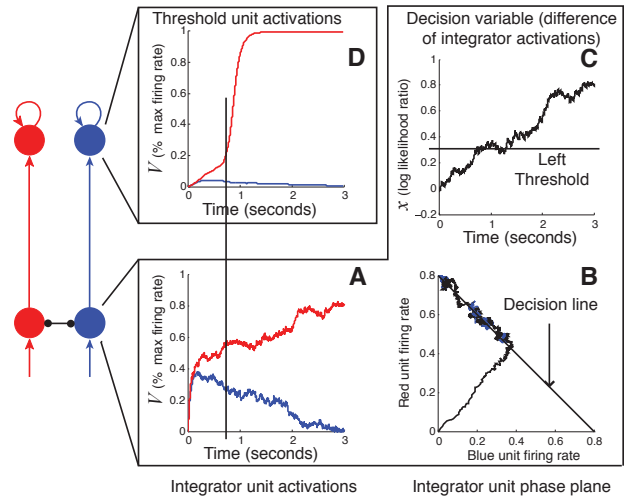 Threshold unit activations
D
V (% max firing rate)
1
0.8
0.6
0.4
0.2
0
0 1 2 3
Time (seconds)
Decision variable (difference
of integrator activations)
C
x (log likelihood ratio)
1
0.8
0.6
0.4
0.2
0
−0.2
0 1 2 3
Left
Threshold
Time (seconds)
A
V (% max firing rate)
1
0.8
0.6
0.4
0.2
0
0 1 2 3
Time (seconds)
B
Decision line
Red unit firing rate
0.8
0.6
0.4
0.2
0
0 0.2 0.4 0.6 0.8
Blue unit firing rate
Integrator unit activations
Integrator unit phase plane